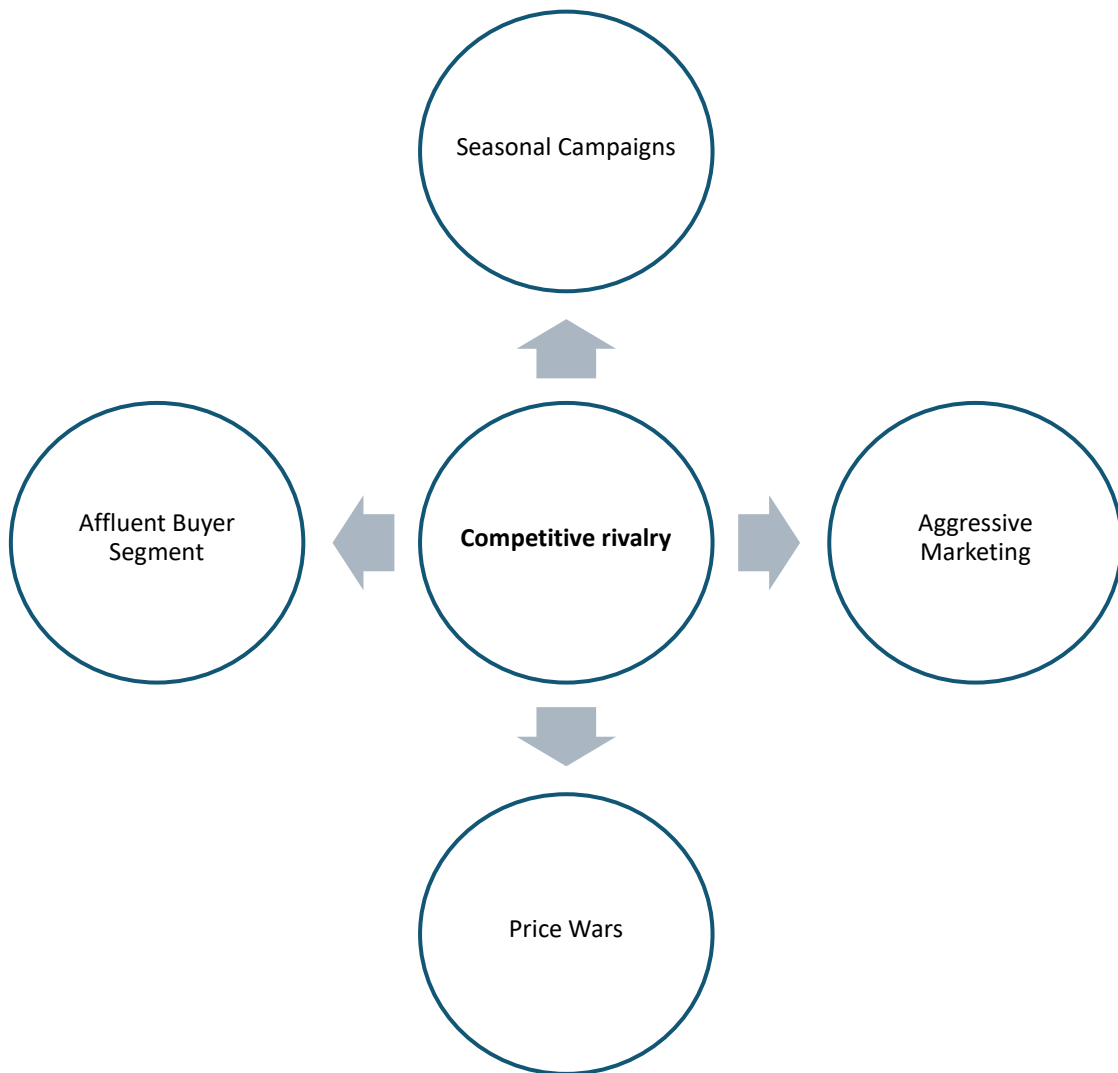 Seasonal Campaigns
Affluent Buyer
Segment
Competitive rivalry
Aggressive
Marketing
Price Wars